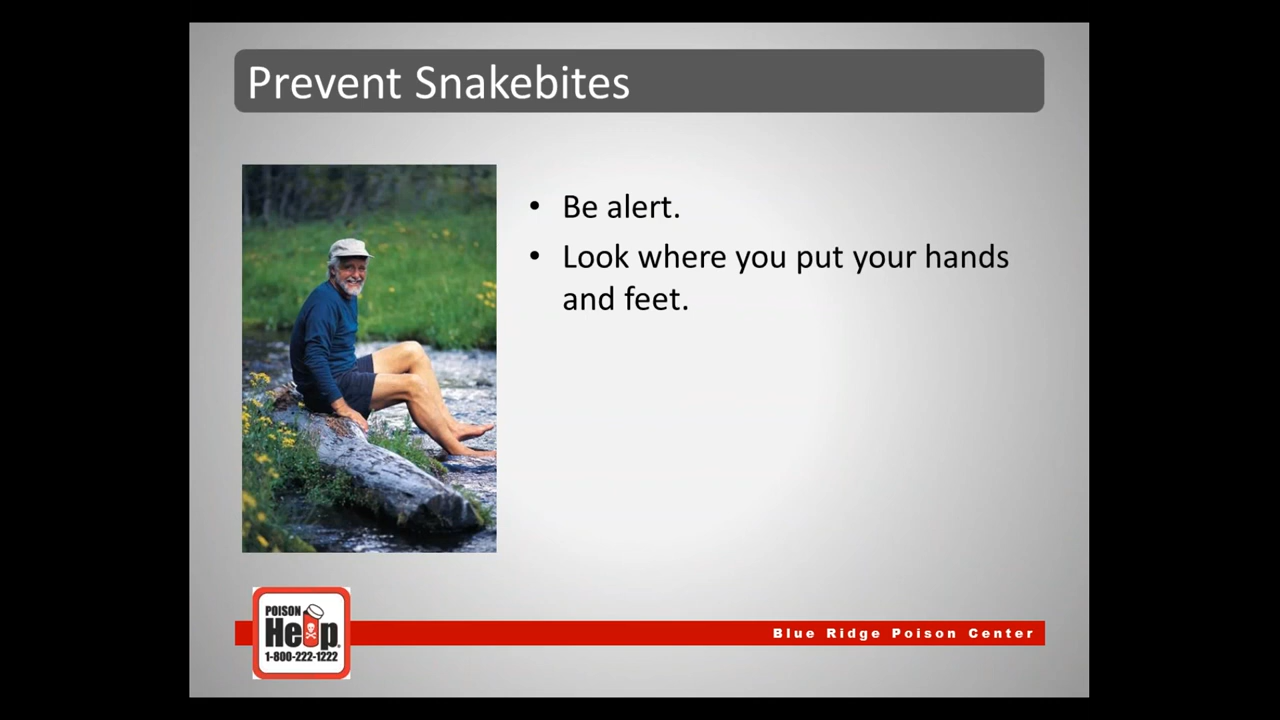 Prevent Snakebites
• Be alert.
• Look where you put your hands
and feet.
POISON
Help®
1-800-222-1222
Blue Ridge Poison Center